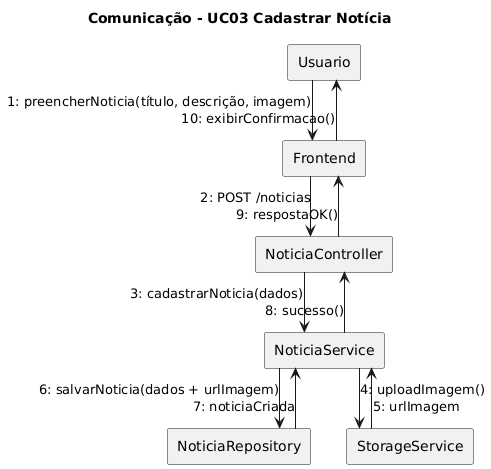 Comunicação - UC03 Cadastrar Notícia
Usuario
1: preencherNoticia(título, descrição, imagem)
10: exibirConfirmacao()
Frontend
2: POST /noticias
9: respostaOK()
NoticiaController
3: cadastrarNoticia(dados)
8: sucesso()
NoticiaService
6: salvarNoticia(dados + urlImagem)
7: noticiaCriada
4: uploadImagem()
5: urlImagem
NoticiaRepository
StorageService